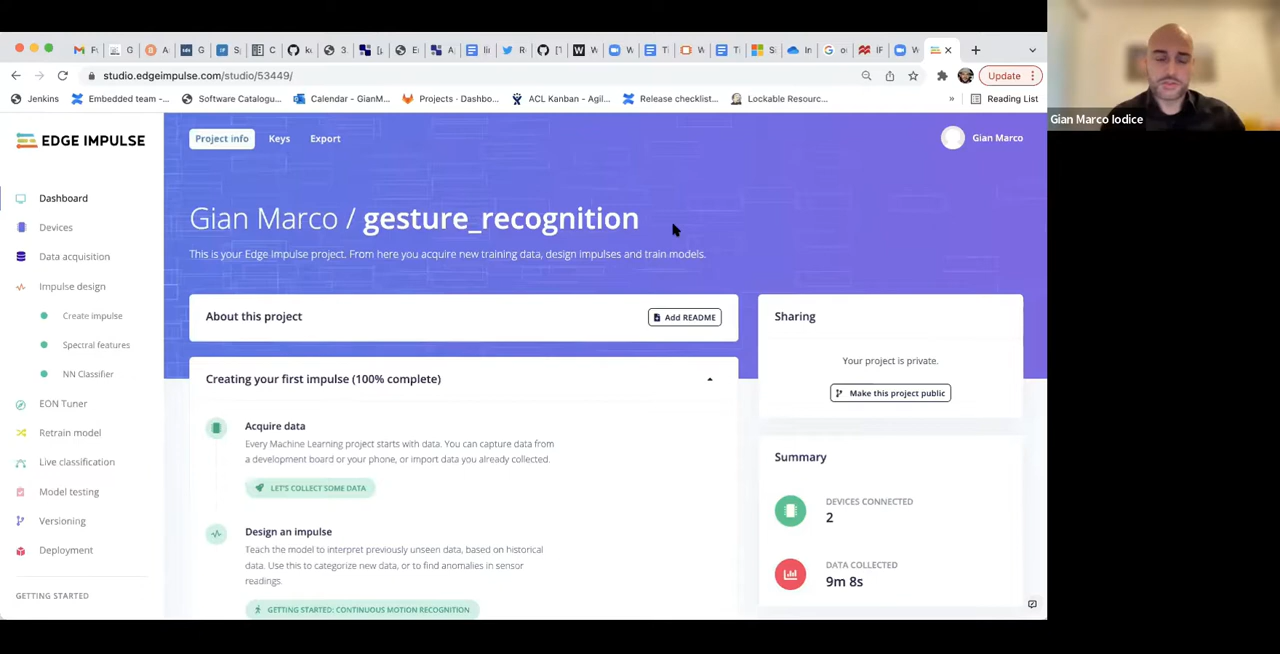 studio.edgeimpulse.com/studio/53449/
Update
Jenkins
Embedded team -...
Software Catalogu...
Calendar - GianM...
Projects - Dashbo...
ACL Kanban - Agil...
Release checklist...
Lockable Resourc...
»
Reading List
Gian Marco Iodice
EDGE IMPULSE
Project info
Keys
Export
Gian Marco
Dashboard
Devices
Data acquisition
Impulse design
Create impulse
Spectral features
NN Classifier
EON Tuner
Retrain model
Live classification
Model testing
Versioning
Deployment
GETTING STARTED
Gian Marco / gesture_recognition
This is your Edge Impulse project. From here you acquire new training data, design impulses and train models.
About this project
Add README
Creating your first impulse (100% complete)
Acquire data
Every Machine Learning project starts with data. You can capture data from
a development board or your phone, or import data you already collected.
LET'S COLLECT SOME DATA
Design an impulse
Teach the model to interpret previously unseen data, based on historical
data. Use this to categorize new data, or to find anomalies in sensor
readings.
GETTING STARTED: CONTINUOUS MOTION RECOGNITION
Sharing
Your project is private.
Make this project public
Summary
DEVICES CONNECTED
2
DATA COLLECTED
9m 8s